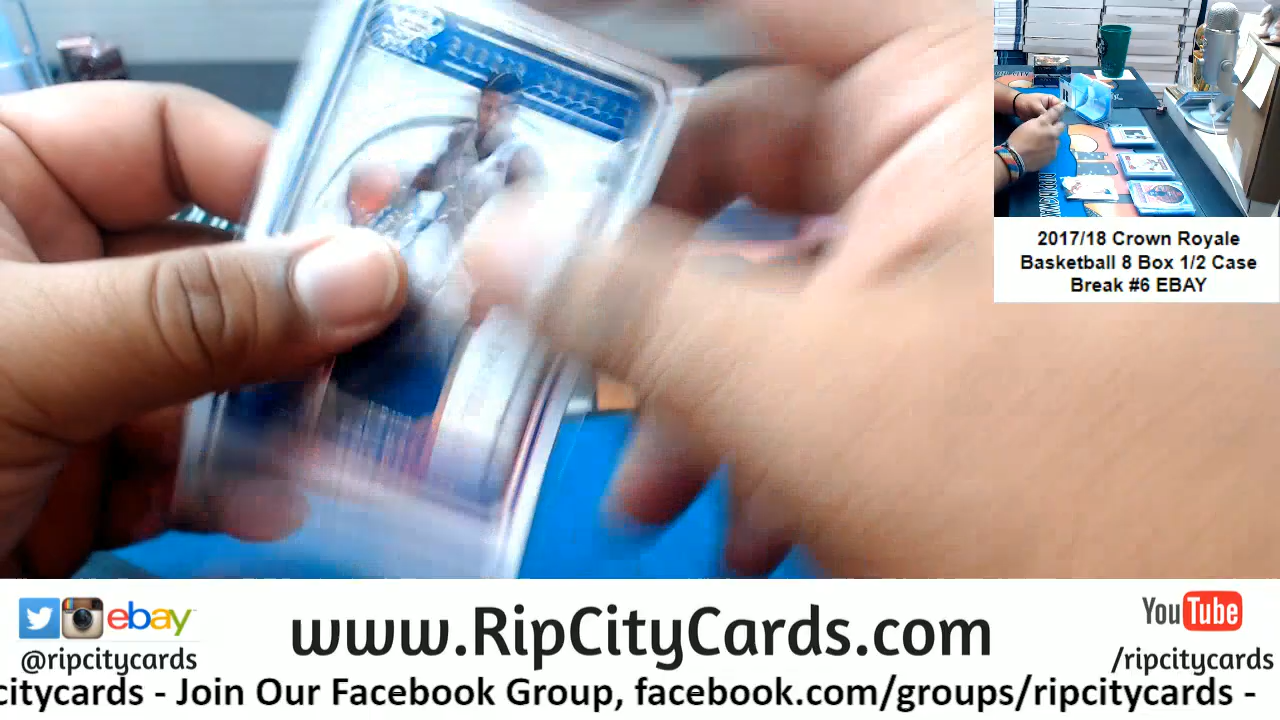 2017/18 Crown Royale
Basketball 8 Box 1/2 Case
Break #6 EBAY
ebay
@ripcitycards
www.RipCityCards.com
YouTube
/ripcitycards
citycards - Join Our Facebook Group, facebook.com/groups/ripcitycards -